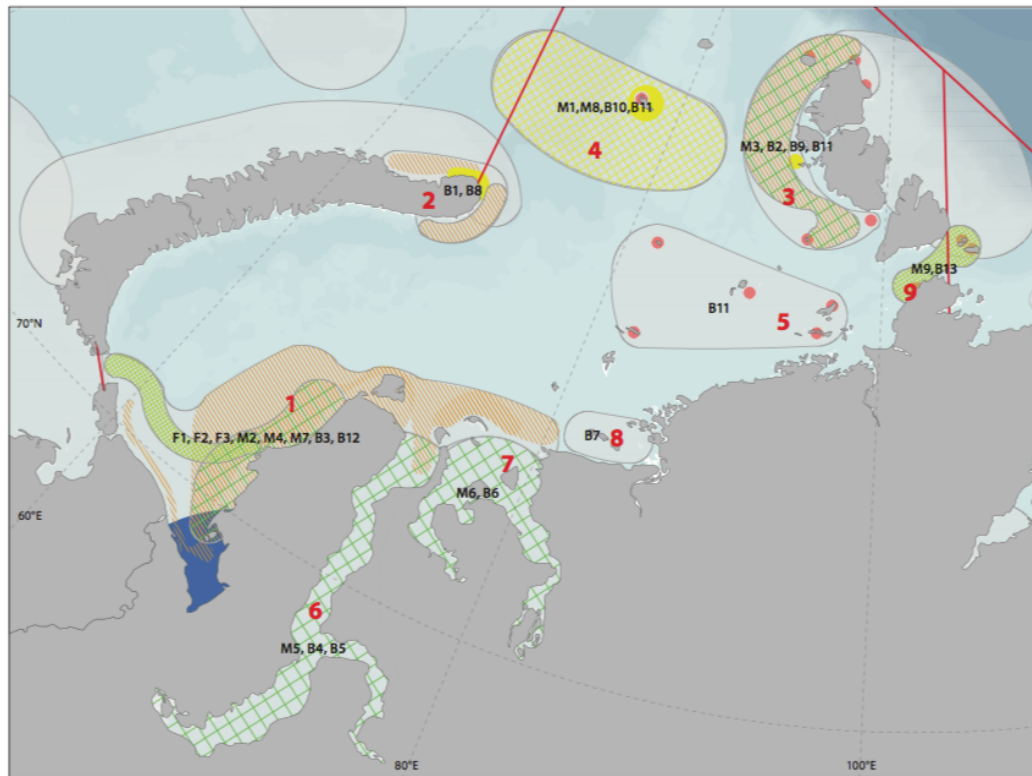 M1,M8,B10,B11
4
M3, B2, B9, B11
3
B1, B8
2
M9,B13
9
B11
5
70°N
1
F1, F2, F3, M2, M4, M7, B3, B12
B7
8
7
M6, B6
60°E
6
M5, B4, B5
80°E
100°E